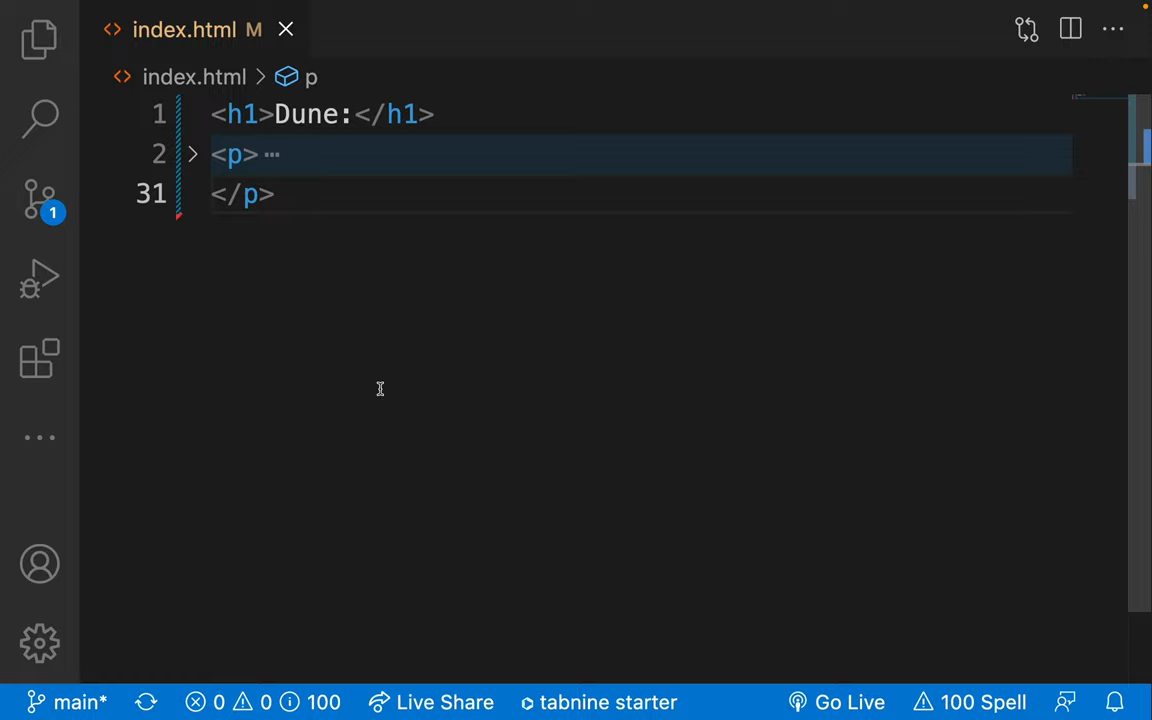 index.html M
index.html > p
1 <h1>Dune:</h1>
2 <p>
31 </p>
1
main* 0 0 100 Live Share tabnine starter Go Live 100 Spell